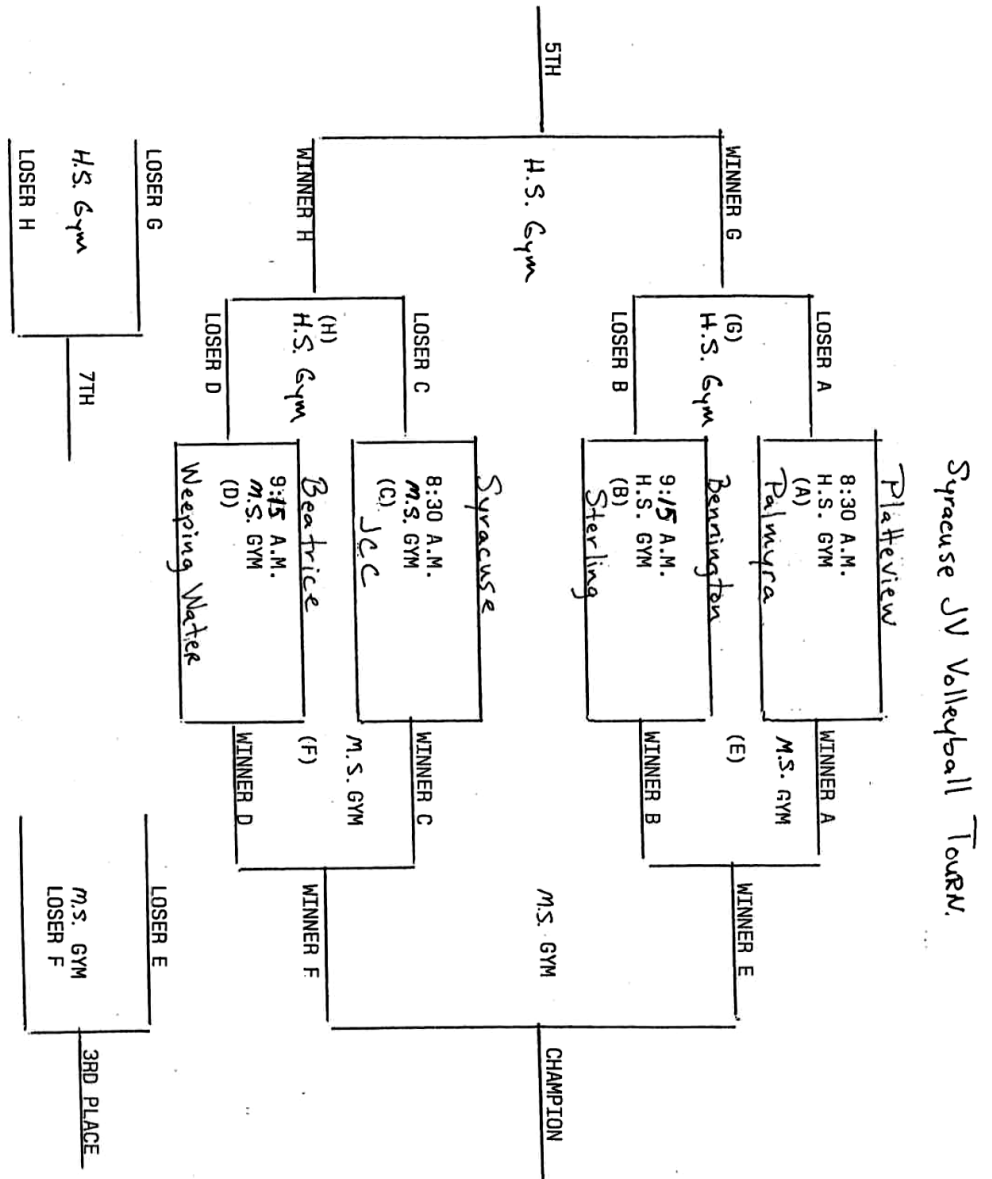 Syracuse JV Volleyball Tourn.
Platteview
8:30 A.M.
H.S. GYM
(A)
Palmyra
LOSER A
WINNER A
(G)
H.S. Gym
M.S. GYM
(E)
Bennington
9:15 A.M.
H.S. GYM
(B)
Sterling
LOSER B
WINNER B
WINNER G
WINNER E
5TH
H.S. Gym
M.S. GYM
CHAMPION
Syracuse
8:30 A.M.
M.S. GYM
(C)
JCC
LOSER C
WINNER C
(H)
H.S. Gym
M.S. GYM
(F)
Beatrice
9:15 A.M.
M.S. GYM
(D)
Weeping Water
LOSER D
WINNER D
WINNER H
WINNER F
LOSER G
H.S. Gym
LOSER H
7TH
LOSER E
M.S. GYM
LOSER F
3RD PLACE